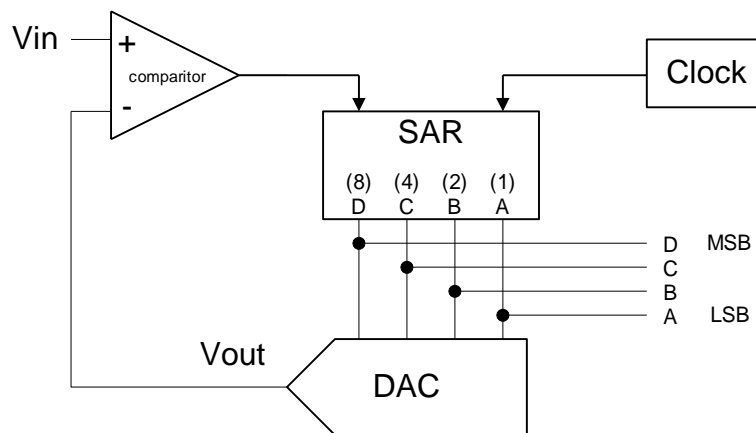 Vin
+
-
comparitor
Clock
SAR
(8) (4) (2) (1)
D C B A
D MSB
C
B
A LSB
Vout
DAC